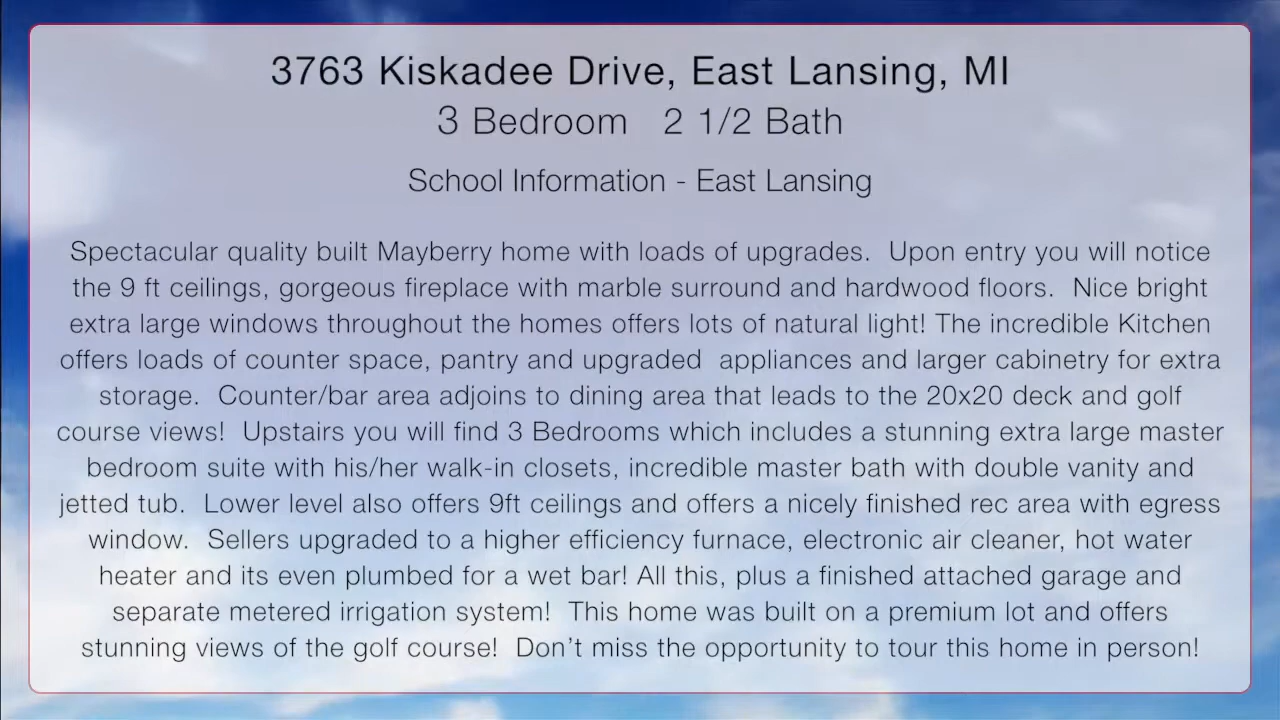 3763 Kiskadee Drive, East Lansing, MI
3 Bedroom 2 1/2 Bath
School Information - East Lansing
Spectacular quality built Mayberry home with loads of upgrades. Upon entry you will notice
the 9 ft ceilings, gorgeous fireplace with marble surround and hardwood floors. Nice bright
extra large windows throughout the homes offers lots of natural light! The incredible Kitchen
offers loads of counter space, pantry and upgraded appliances and larger cabinetry for extra
storage. Counter/bar area adjoins to dining area that leads to the 20x20 deck and golf
course views! Upstairs you will find 3 Bedrooms which includes a stunning extra large master
bedroom suite with his/her walk-in closets, incredible master bath with double vanity and
jetted tub. Lower level also offers 9ft ceilings and offers a nicely finished rec area with egress
window. Sellers upgraded to a higher efficiency furnace, electronic air cleaner, hot water
heater and its even plumbed for a wet bar! All this, plus a finished attached garage and
separate metered irrigation system! This home was built on a premium lot and offers
stunning views of the golf course! Don't miss the opportunity to tour this home in person!